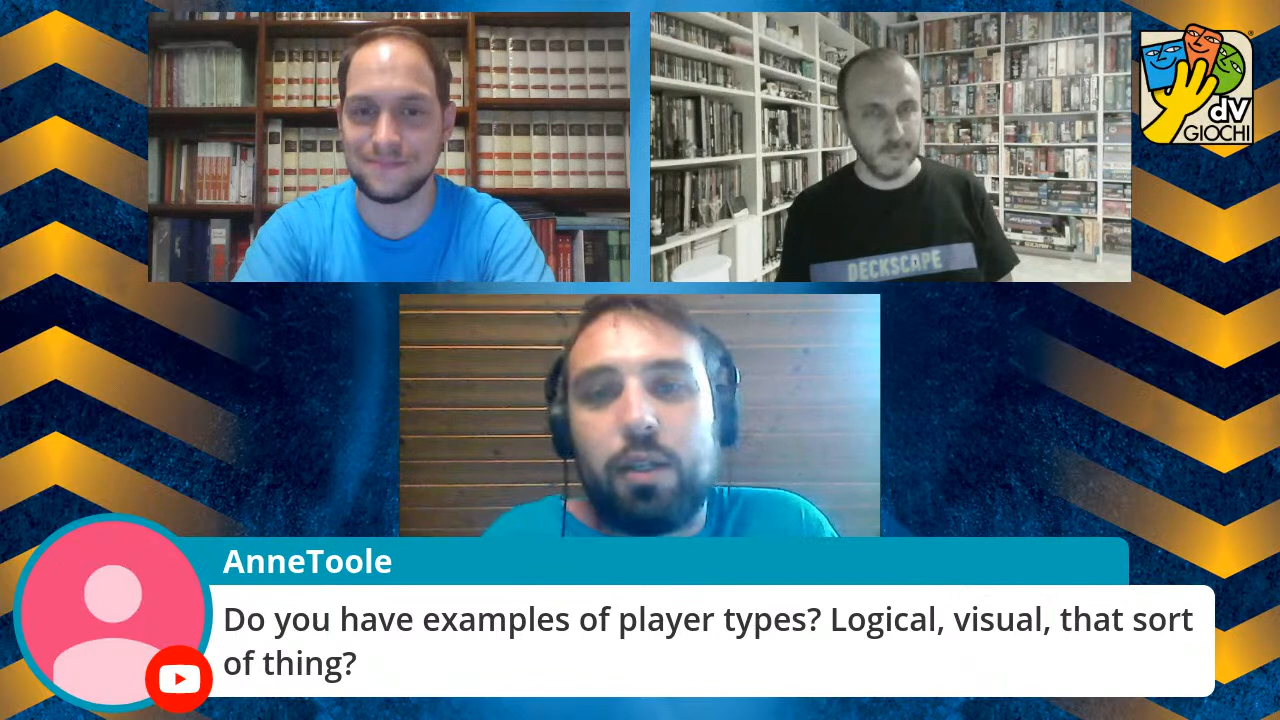 dv
GIOCHI
DECKSCAPE
AnneToole
Do you have examples of player types? Logical, visual, that sort
of thing?